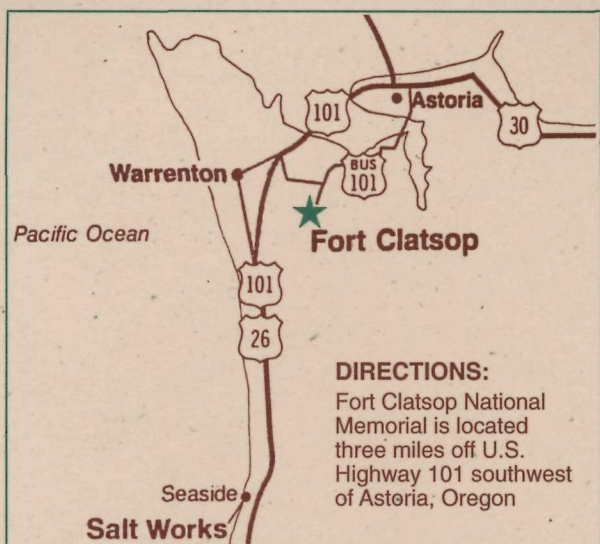 101
Astoria
30
BUS
101
Warrenton
Pacific Ocean
Fort Clatsop
101
26
DIRECTIONS:
Fort Clatsop National
Memorial is located
three miles off U.S.
Highway 101 southwest
of Astoria, Oregon
Seaside
Salt Works